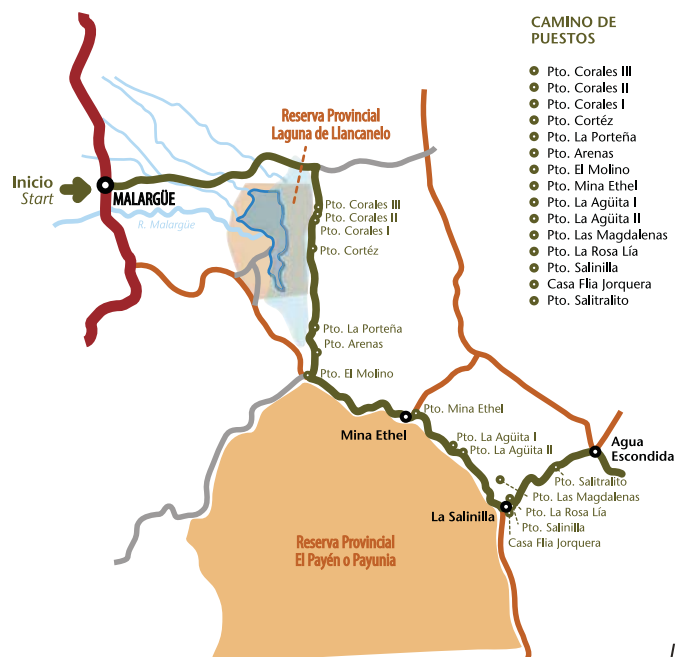 CAMINO DE
PUESTOS
Pto. Corales III
Pto. Corales II
Pto. Corales I
Pto. Cortéz
Pto. La Porteña
Pto. Arenas
Pto. El Molino
Pto. Mina Ethel
Pto. La Agüita I
Pto. La Agüita II
Pto. Las Magdalenas
Pto. La Rosa Lía
Pto. Salinilla
Casa Flia Jorquera
Pto. Salitralito
Reserva Provincial
Laguna de Llancanelo
Inicio
Start
MALARGÜE
R. Malargüe
Pto. Corales III
Pto. Corales II
Pto. Corales I
Pto. Cortéz
Pto. La Porteña
Pto. Arenas
Pto. El Molino
Pto. Mina Ethel
Mina Ethel
Pto. La Agüita I
Pto. La Agüita II
Agua
Escondida
Pto. Salitralito
Pto. Las Magdalenas
La Salinilla
Pto. La Rosa Lía
Pto. Salinilla
Casa Flia Jorquera
Reserva Provincial
El Payén o Payunia